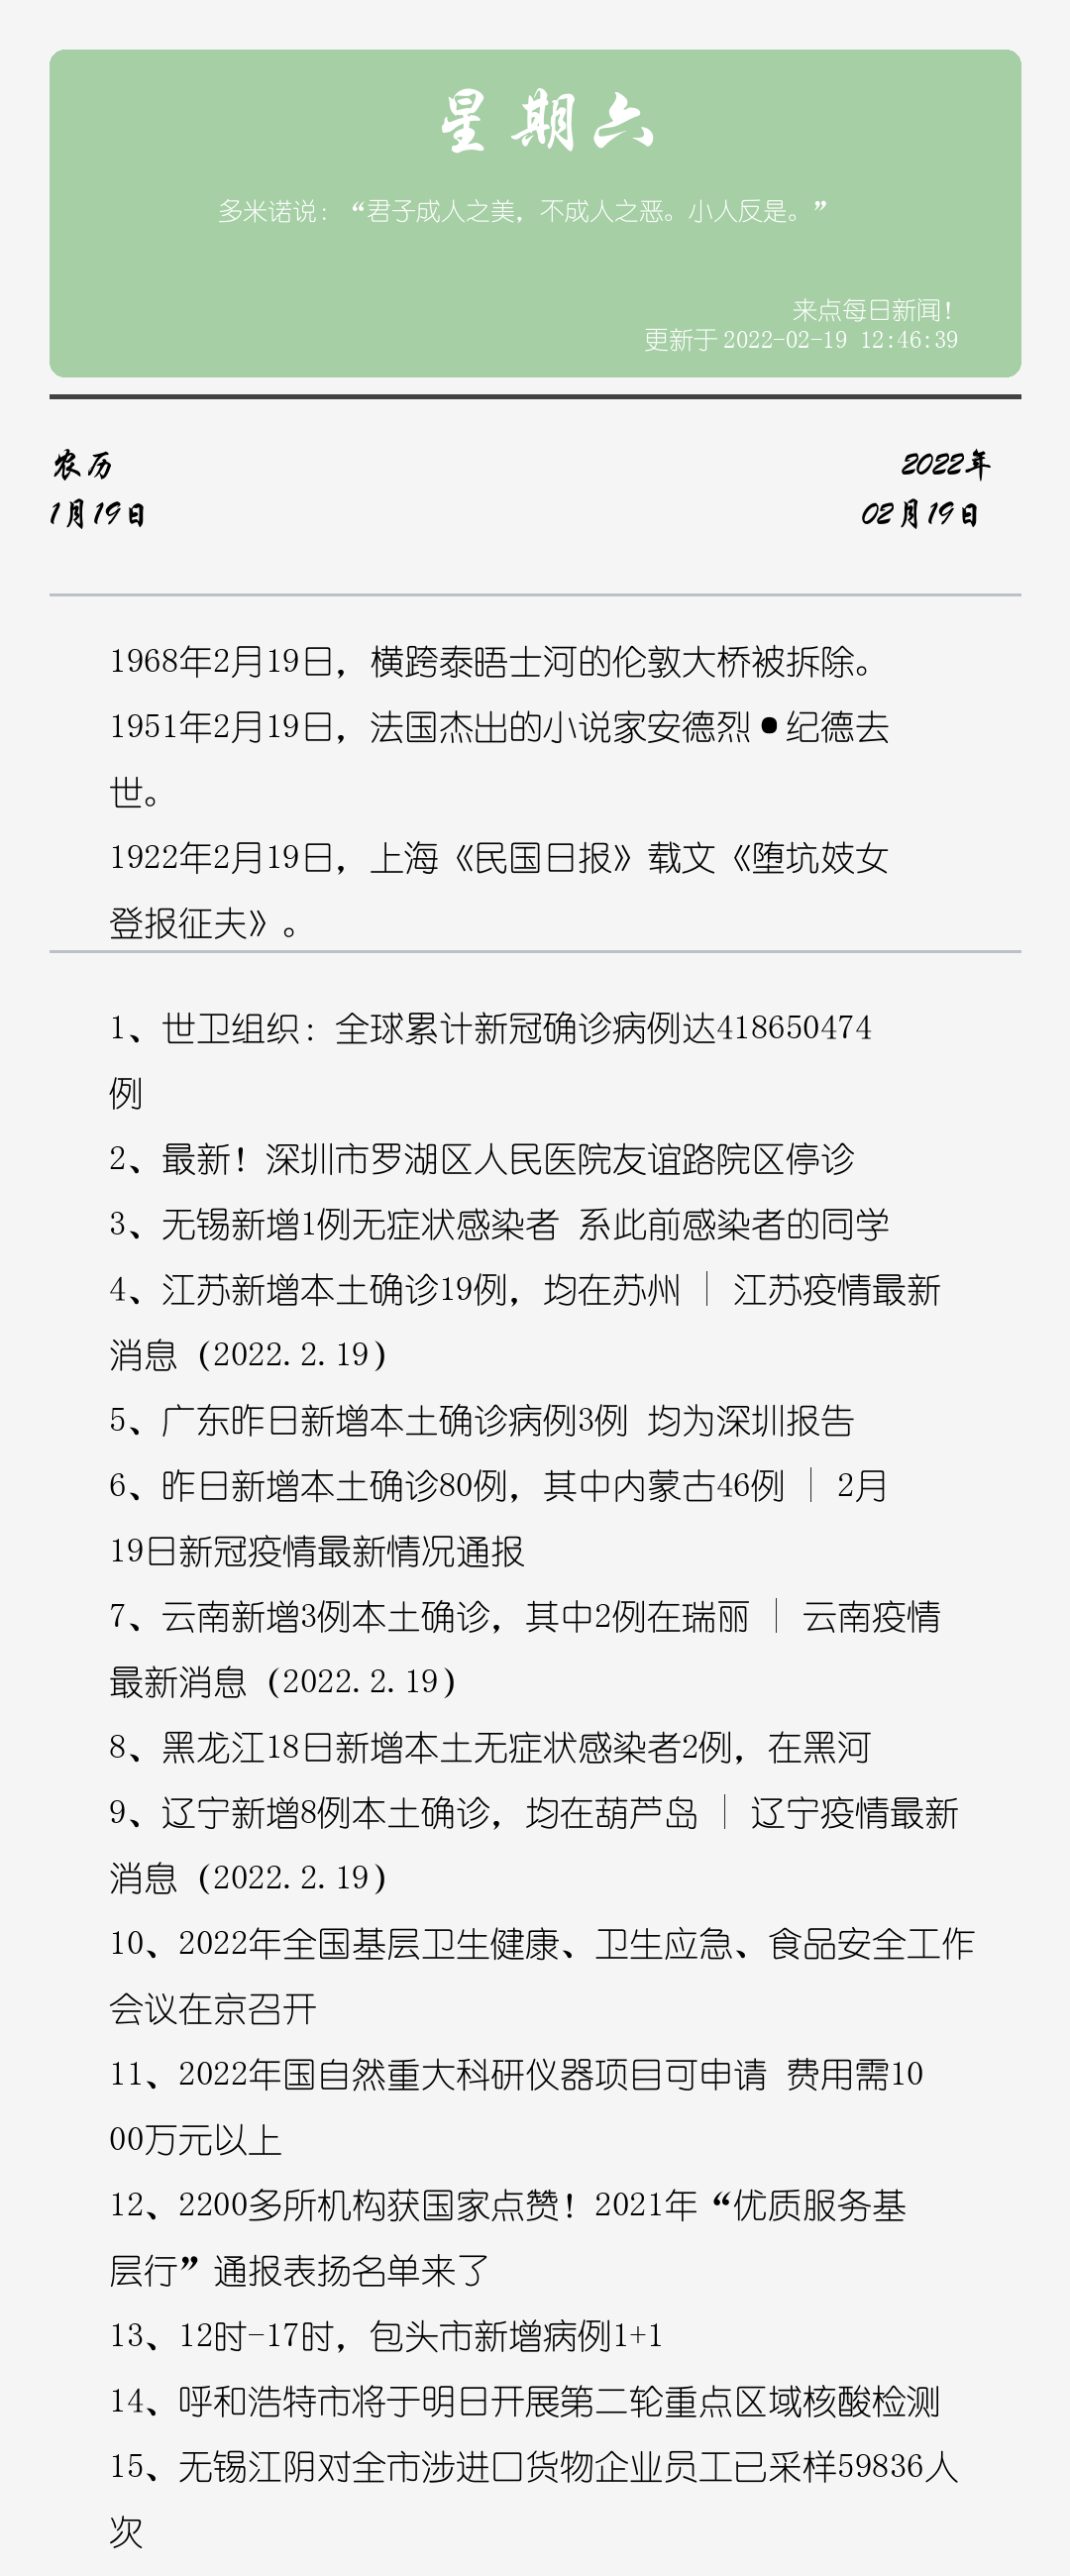 星期六
多米诺说：“君子成人之美，不成人之恶。小人反是。”
来点每日新闻！
更新于 2022-02-19 12:46:39
农历
2022年
1月19日
02月19日
1968年2月19日，横跨泰晤士河的伦敦大桥被拆除。
1951年2月19日，法国杰出的小说家安德烈•纪德去
世。
1922年2月19日，上海《民国日报》载文《堕坑妓女
登报征夫》。
1、世卫组织：全球累计新冠确诊病例达418650474
例
2、最新！深圳市罗湖区人民医院友谊路院区停诊
3、无锡新增1例无症状感染者 系此前感染者的同学
4、江苏新增本土确诊19例，均在苏州｜江苏疫情最新
消息（2022.2.19）
5、广东昨日新增本土确诊病例3例 均为深圳报告
6、昨日新增本土确诊80例，其中内蒙古46例｜2月
19日新冠疫情最新情况通报
7、云南新增3例本土确诊，其中2例在瑞丽｜云南疫情
最新消息（2022.2.19）
8、黑龙江18日新增本土无症状感染者2例，在黑河
9、辽宁新增8例本土确诊，均在葫芦岛｜辽宁疫情最新
消息（2022.2.19）
10、2022年全国基层卫生健康、卫生应急、食品安全工作
会议在京召开
11、2022年国自然重大科研仪器项目可申请 费用需10
00万元以上
12、2200多所机构获国家点赞！2021年“优质服务基
层行”通报表扬名单来了
13、12时-17时，包头市新增病例1+1
14、呼和浩特市将于明日开展第二轮重点区域核酸检测
15、无锡江阴对全市涉进口货物企业员工已采样59836人
次